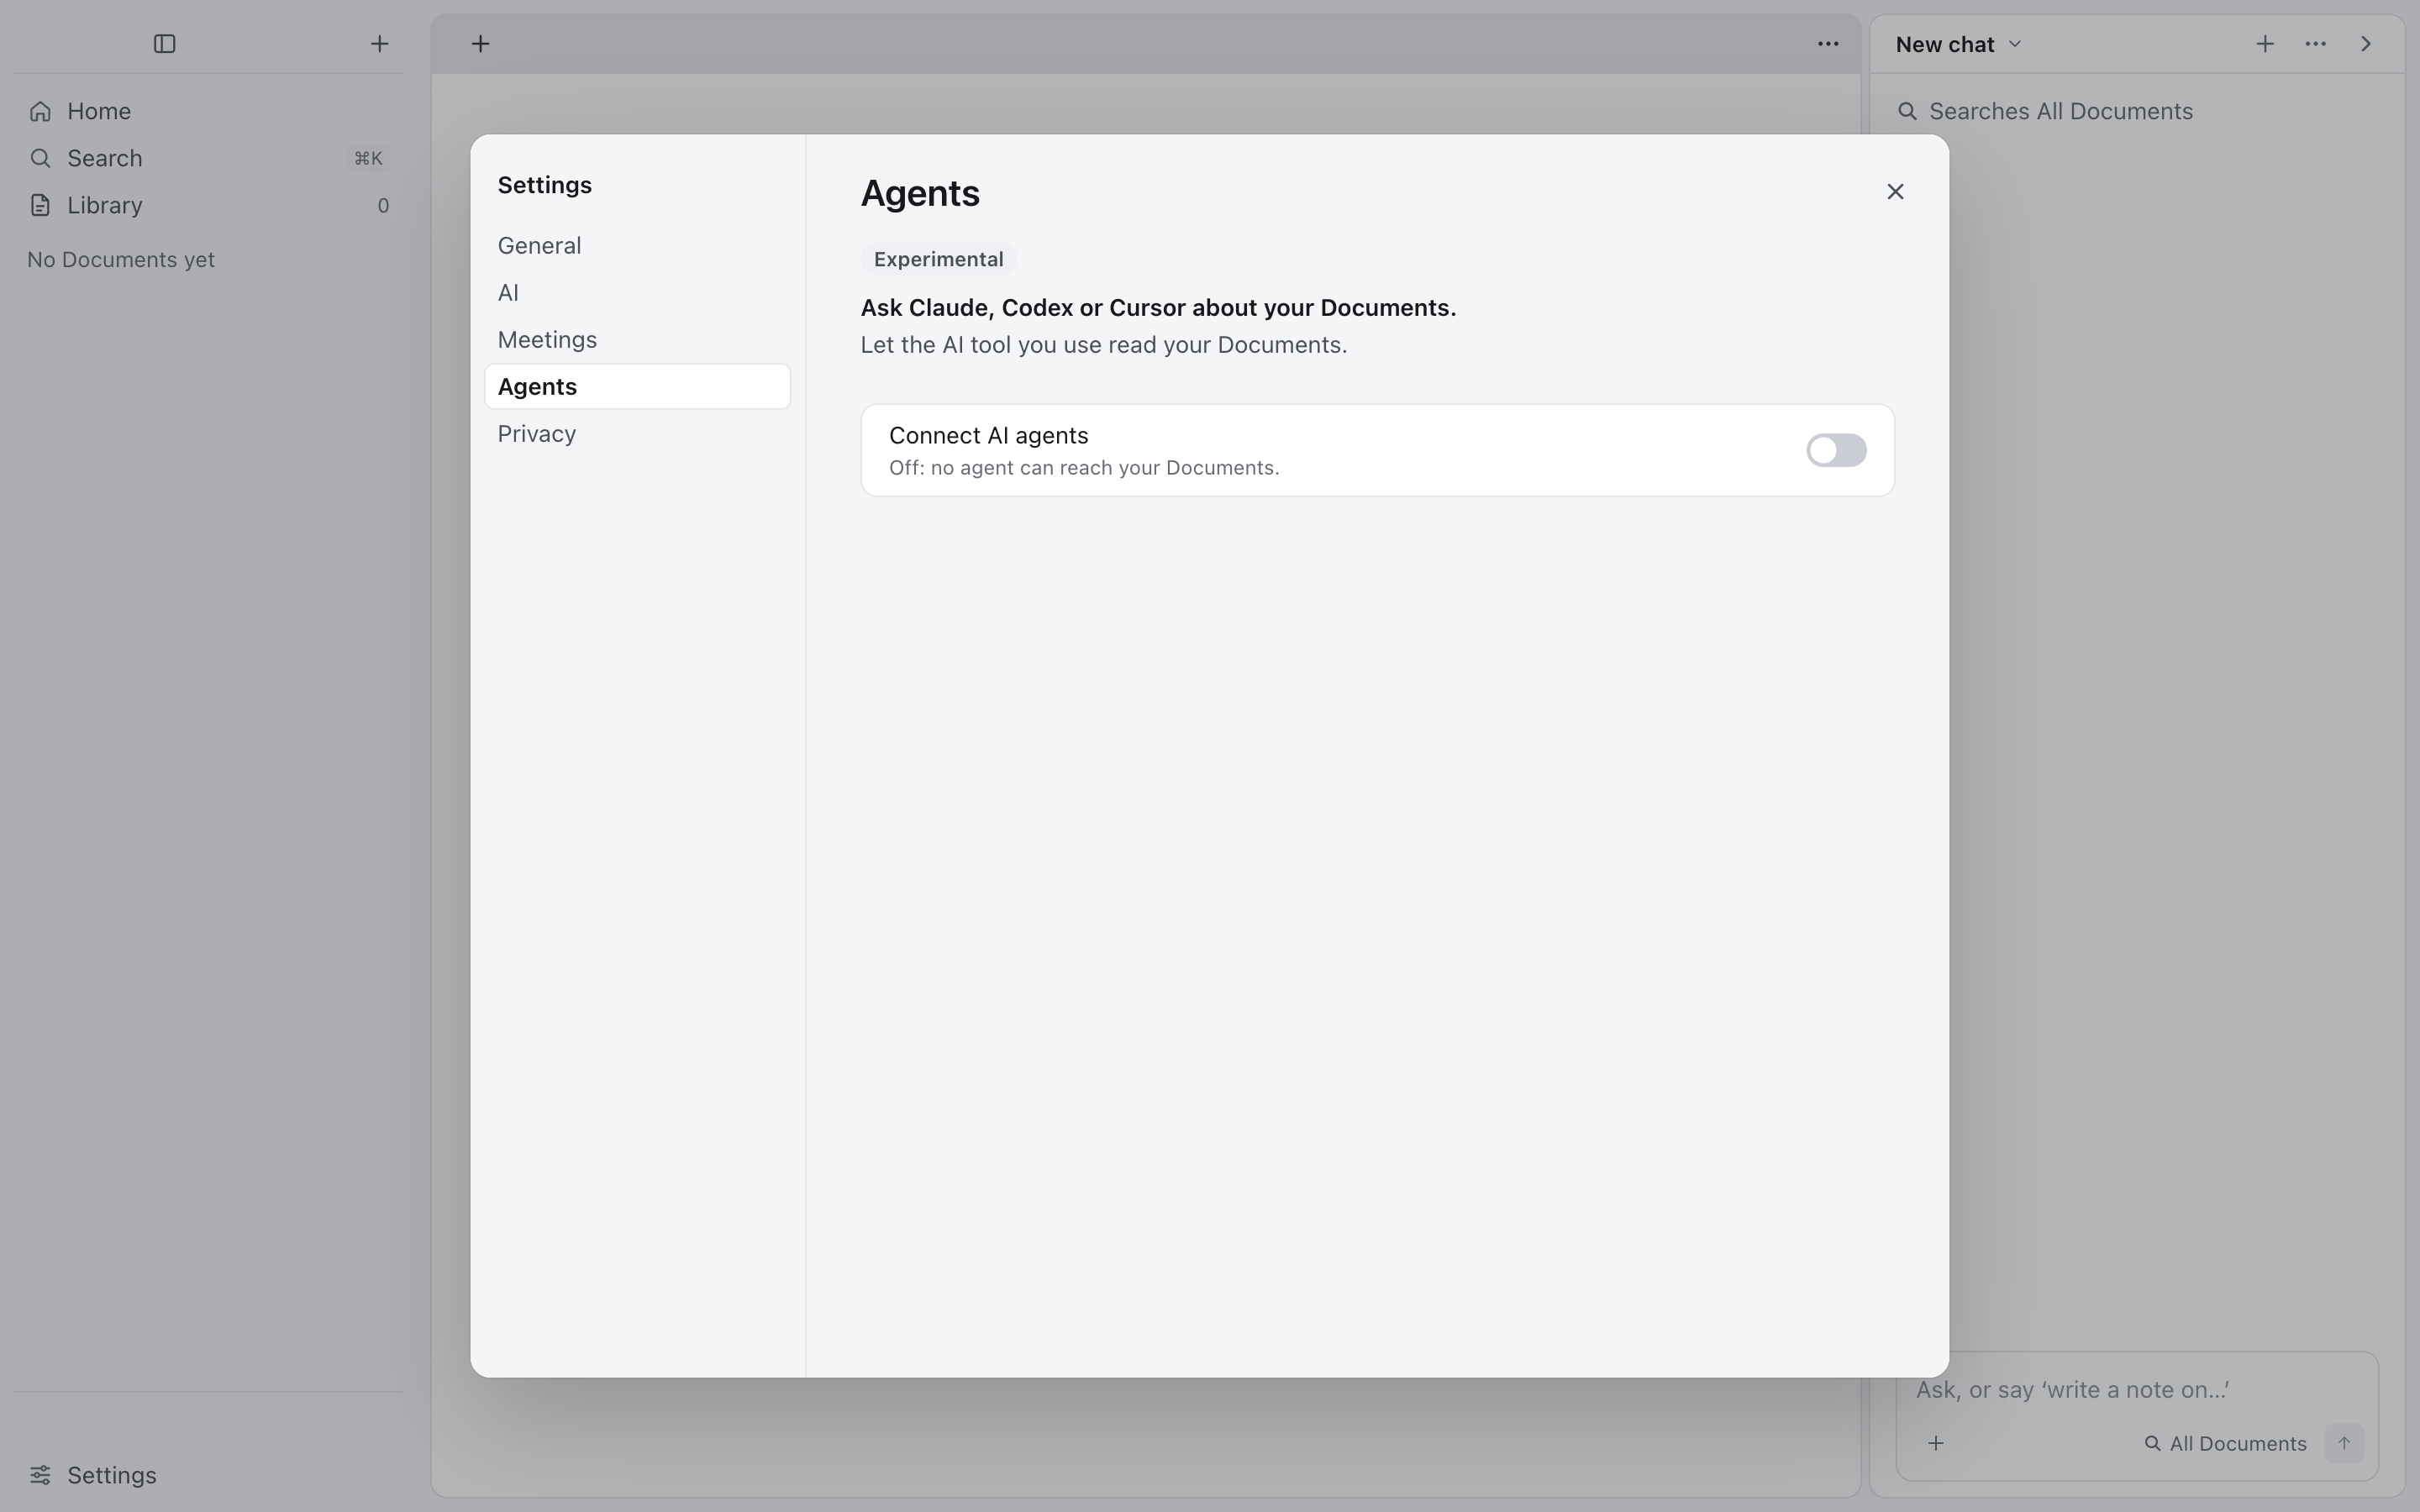 Home
Search ⌘K
Library 0
No Documents yet
Settings
New chat
Searches All Documents
Settings
General
AI
Meetings
Agents
Privacy
Agents
Experimental
Ask Claude, Codex or Cursor about your Documents.
Let the AI tool you use read your Documents.
Connect AI agents
Off: no agent can reach your Documents.
Ask, or say ‘write a note on…’
All Documents